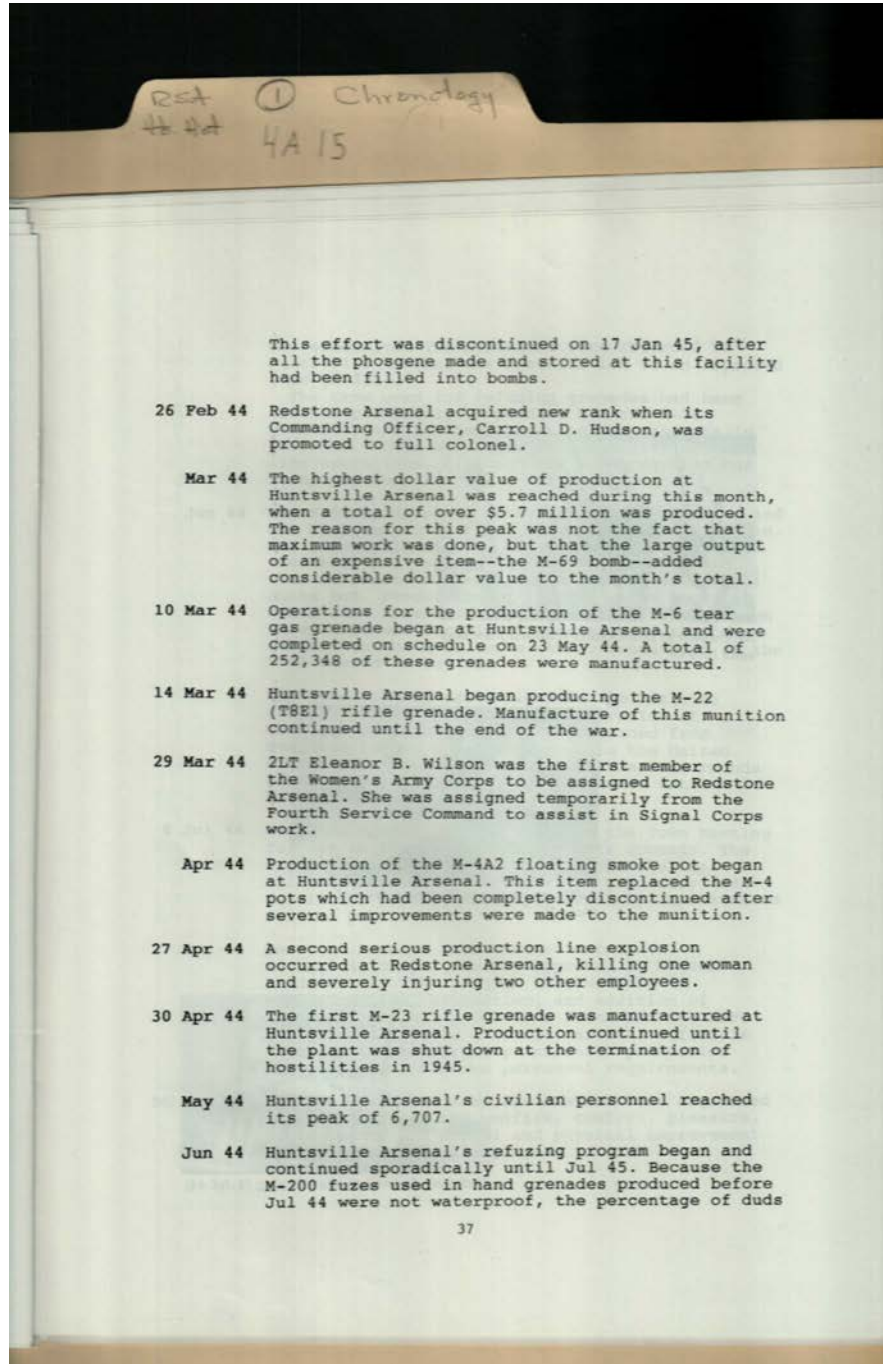 RSA ① Chronology
4A15
This effort was discontinued on 17 Jan 45, after
all the phosgene made and stored at this facility
had been filled into bombs.
26 Feb 44 Redstone Arsenal acquired new rank when its
Commanding Officer, Carroll D. Hudson, was
promoted to full colonel.
Mar 44 The highest dollar value of production at
Huntsville Arsenal was reached during this month,
when a total of over $5.7 million was produced.
The reason for this peak was not the fact that
maximum work was done, but that the large output
of an expensive item--the M-69 bomb--added
considerable dollar value to the month's total.
10 Mar 44 Operations for the production of the M-6 tear
gas grenade began at Huntsville Arsenal and were
completed on schedule on 23 May 44. A total of
252,348 of these grenades were manufactured.
14 Mar 44 Huntsville Arsenal began producing the M-22
(T8E1) rifle grenade. Manufacture of this munition
continued until the end of the war.
29 Mar 44 2LT Eleanor B. Wilson was the first member of
the Women's Army Corps to be assigned to Redstone
Arsenal. She was assigned temporarily from the
Fourth Service Command to assist in Signal Corps
work.
Apr 44 Production of the M-4A2 floating smoke pot began
at Huntsville Arsenal. This item replaced the M-4
pots which had been completely discontinued after
several improvements were made to the munition.
27 Apr 44 A second serious production line explosion
occurred at Redstone Arsenal, killing one woman
and severely injuring two other employees.
30 Apr 44 The first M-23 rifle grenade was manufactured at
Huntsville Arsenal. Production continued until
the plant was shut down at the termination of
hostilities in 1945.
May 44 Huntsville Arsenal's civilian personnel reached
its peak of 6,707.
Jun 44 Huntsville Arsenal's refuzing program began and
continued sporadically until Jul 45. Because the
M-200 fuzes used in hand grenades produced before
Jul 44 were not waterproof, the percentage of duds
37